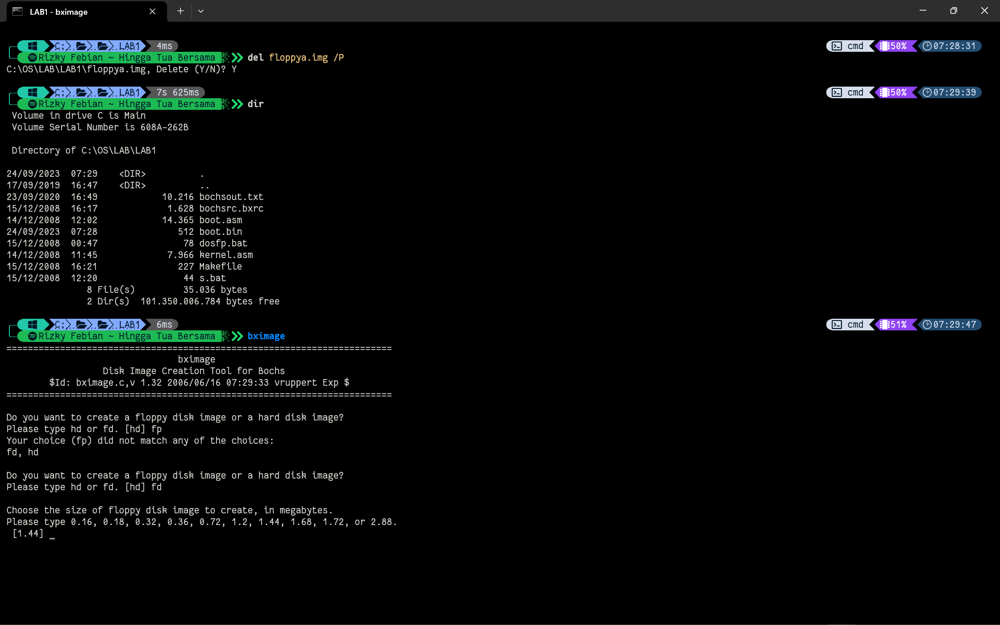 LAB1 - bximage
C: .. .. LAB1 4ms cmd 50% 07:28:31
Rizky Febian ~ Hingga Tua Bersama del floppya.img /P
C:\OS\LAB\LAB1\floppya.img, Delete (Y/N)? Y
C: .. .. LAB1 7s 625ms cmd 50% 07:29:39
Rizky Febian ~ Hingga Tua Bersama dir
Volume in drive C is Main
Volume Serial Number is 608A-262B
Directory of C:\OS\LAB\LAB1
24/09/2023  07:29    <DIR>          .
17/09/2019  16:47    <DIR>          ..
23/09/2020  16:49            10.216 bochsout.txt
15/12/2008  16:17             1.628 bochsrc.bxrc
14/12/2008  12:02            14.365 boot.asm
24/09/2023  07:28               512 boot.bin
15/12/2008  00:47                78 dosfp.bat
14/12/2008  11:45             7.966 kernel.asm
15/12/2008  16:21               227 Makefile
15/12/2008  12:20                44 s.bat
8 File(s)         35.036 bytes
2 Dir(s)  101.350.006.784 bytes free
C: .. .. LAB1 6ms cmd 51% 07:29:47
Rizky Febian ~ Hingga Tua Bersama bximage
========================================================================
bximage
Disk Image Creation Tool for Bochs
$Id: bximage.c,v 1.32 2006/06/16 07:29:33 vruppert Exp $
========================================================================
Do you want to create a floppy disk image or a hard disk image?
Please type hd or fd. [hd] fp
Your choice (fp) did not match any of the choices:
fd, hd
Do you want to create a floppy disk image or a hard disk image?
Please type hd or fd. [hd] fd
Choose the size of floppy disk image to create, in megabytes.
Please type 0.16, 0.18, 0.32, 0.36, 0.72, 1.2, 1.44, 1.68, 1.72, or 2.88.
[1.44] _